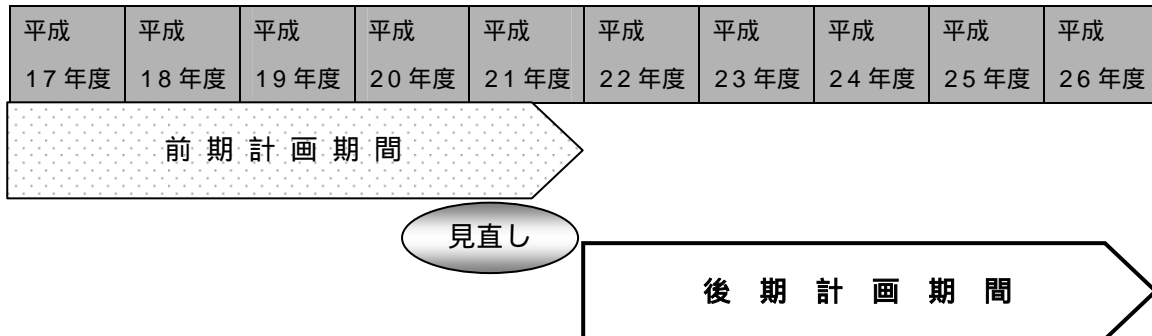 平成 平成 平成 平成 平成 平成 平成 平成 平成 平成
17年度 18年度 19年度 20年度 21年度 22年度 23年度 24年度 25年度 26年度
前期計画期間
見直し
後期計画期間